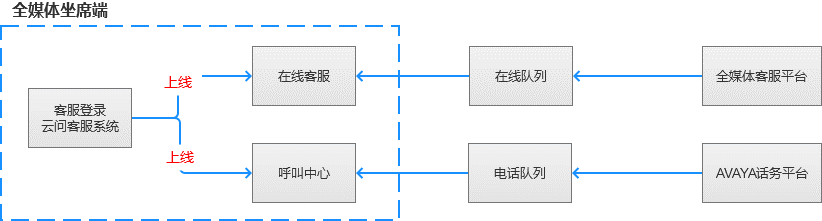 全媒体坐席端
上线
在线客服
在线队列
全媒体客服平台
客服登录
云问客服系统
上线
呼叫中心
电话队列
AVAYA话务平台